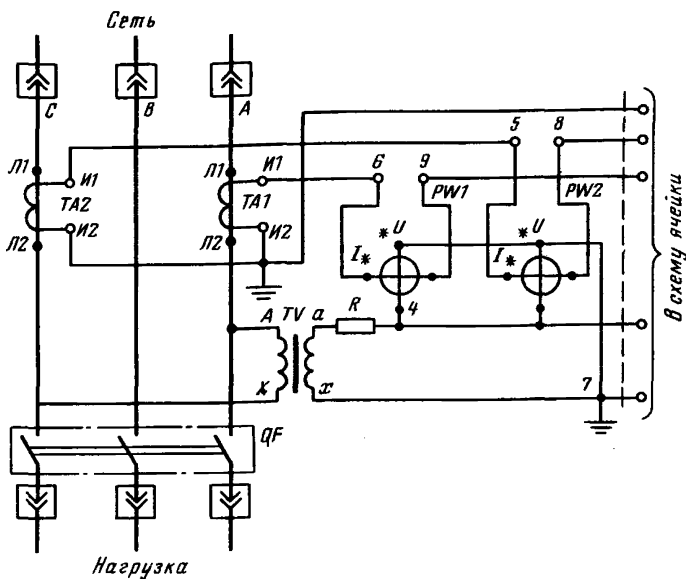 Сеть
C
B
A
Л1
И1
TA2
И2
Л2
Л1
И1
TA1
И2
Л2
6
9
5
8
PW1
PW2
* U
* U
I *
I *
4
A TV a
R
X
x
7
QF
Нагрузка
В схему ячейки